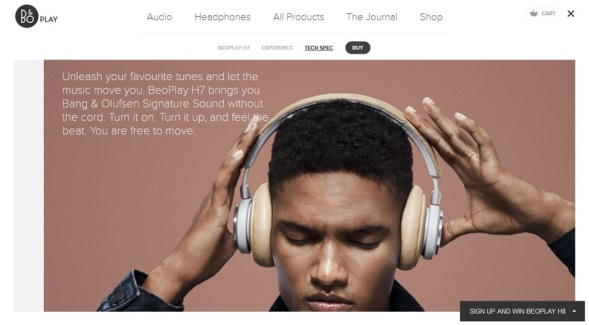 B&O PLAY
Audio Headphones All Products The Journal Shop
CART
BEOPLAY H7 EXPERIENCE TECH SPEC BUY
Unleash your favourite tunes and let the
music move you. BeoPlay H7 brings you
Bang & Olufsen Signature Sound without
the cord. Turn it on. Turn it up, and feel the
beat. You are free to move.
SIGN UP AND WIN BEOPLAY H8